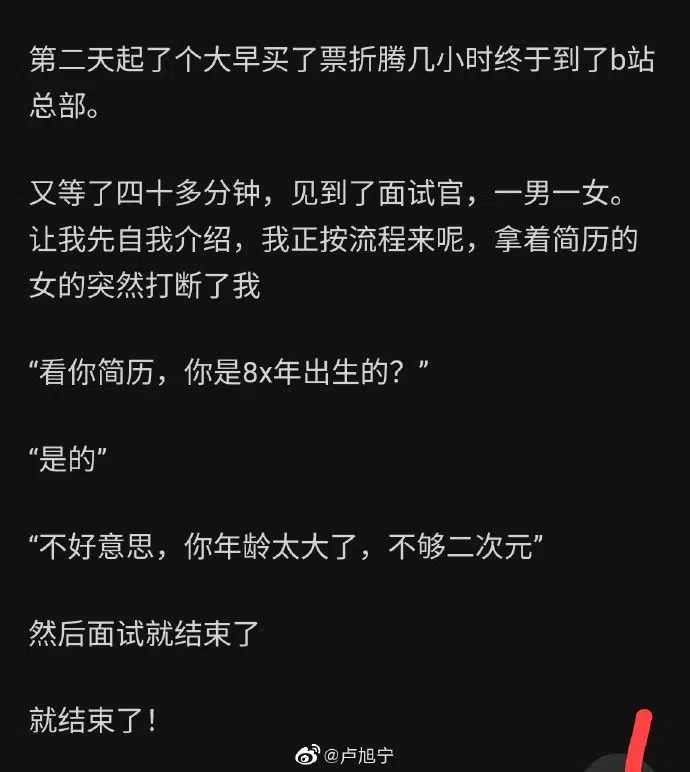 第二天起了个大早买了票折腾几小时终于到了b站
总部。
又等了四十多分钟，见到了面试官，一男一女。
让我先自我介绍，我正按流程来呢，拿着简历的
女的突然打断了我
“看你简历，你是8x年出生的？”
“是的”
“不好意思，你年龄太大了，不够二次元”
然后面试就结束了
就结束了！
@卢旭宁